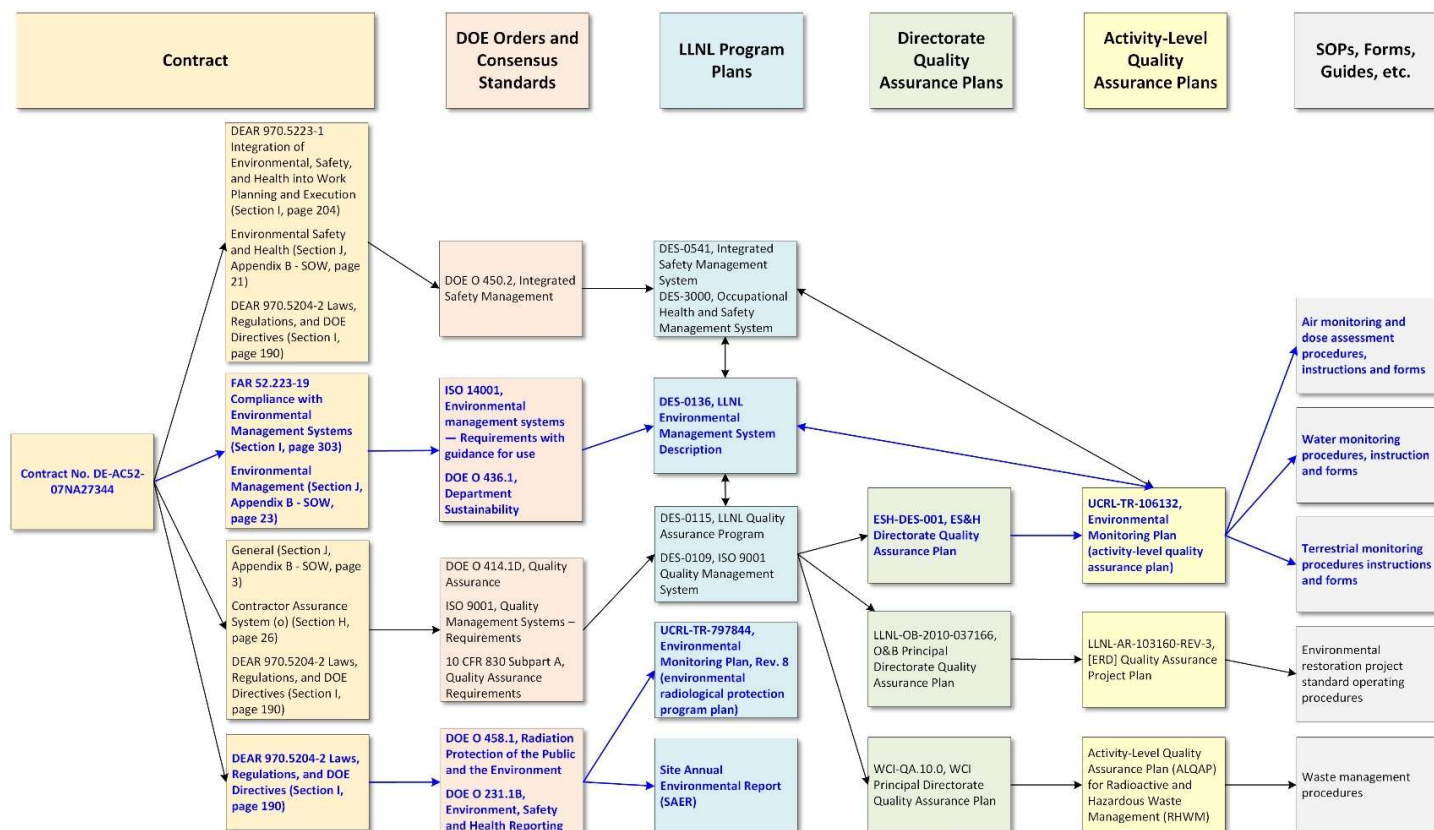 Contract
DOE Orders and
Consensus
Standards
LLNL Program
Plans
Directorate
Quality
Assurance Plans
Activity-Level
Quality
Assurance Plans
SOPs, Forms,
Guides, etc.
Contract No. DE-AC52-
07NA27344
DEAR 970.5223-1
Integration of
Environmental, Safety,
and Health into Work
Planning and Execution
(Section I, page 204)
Environmental Safety
and Health (Section J,
Appendix B - SOW, page
21)
DEAR 970.5204-2 Laws,
Regulations, and DOE
Directives (Section I,
page 190)
FAR 52.223-19
Compliance with
Environmental
Management Systems
(Section I, page 303)
Environmental
Management (Section J,
Appendix B - SOW,
page 23)
General (Section J,
Appendix B - SOW, page
3)
Contractor Assurance
System (o) (Section H,
page 26)
DEAR 970.5204-2 Laws,
Regulations, and DOE
Directives (Section I,
page 190)
DEAR 970.5204-2 Laws,
Regulations, and DOE
Directives (Section I,
page 190)
DOE O 450.2, Integrated
Safety Management
ISO 14001,
Environmental
management systems
— Requirements with
guidance for use
DOE O 436.1,
Department
Sustainability
DOE O 414.1D, Quality
Assurance
ISO 9001, Quality
Management Systems –
Requirements
10 CFR 830 Subpart A,
Quality Assurance
Requirements
DOE O 458.1, Radiation
Protection of the Public
and the Environment
DOE O 231.1B,
Environment, Safety
and Health Reporting
DES-0541, Integrated
Safety Management
System
DES-3000, Occupational
Health and Safety
Management System
DES-0136, LLNL
Environmental
Management System
Description
DES-0115, LLNL Quality
Assurance Program
DES-0109, ISO 9001
Quality Management
System
UCRL-TR-797844,
Environmental
Monitoring Plan, Rev. 8
(environmental
radiological protection
program plan)
Site Annual
Environmental Report
(SAER)
ESH-DES-001, ES&H
Directorate Quality
Assurance Plan
LLNL-OB-2010-037166,
O&B Principal
Directorate Quality
Assurance Plan
WCI-QA.10.0, WCI
Principal Directorate
Quality Assurance Plan
UCRL-TR-106132,
Environmental
Monitoring Plan
(activity-level quality
assurance plan)
LLNL-AR-103160-REV-3,
[ERD] Quality Assurance
Project Plan
Activity-Level Quality
Assurance Plan (ALQAP)
for Radioactive and
Hazardous Waste
Management (RHWM)
Air monitoring and
dose assessment
procedures,
instructions and forms
Water monitoring
procedures, instruction
and forms
Terrestrial monitoring
procedures instructions
and forms
Environmental
restoration project
standard operating
procedures
Waste management
procedures